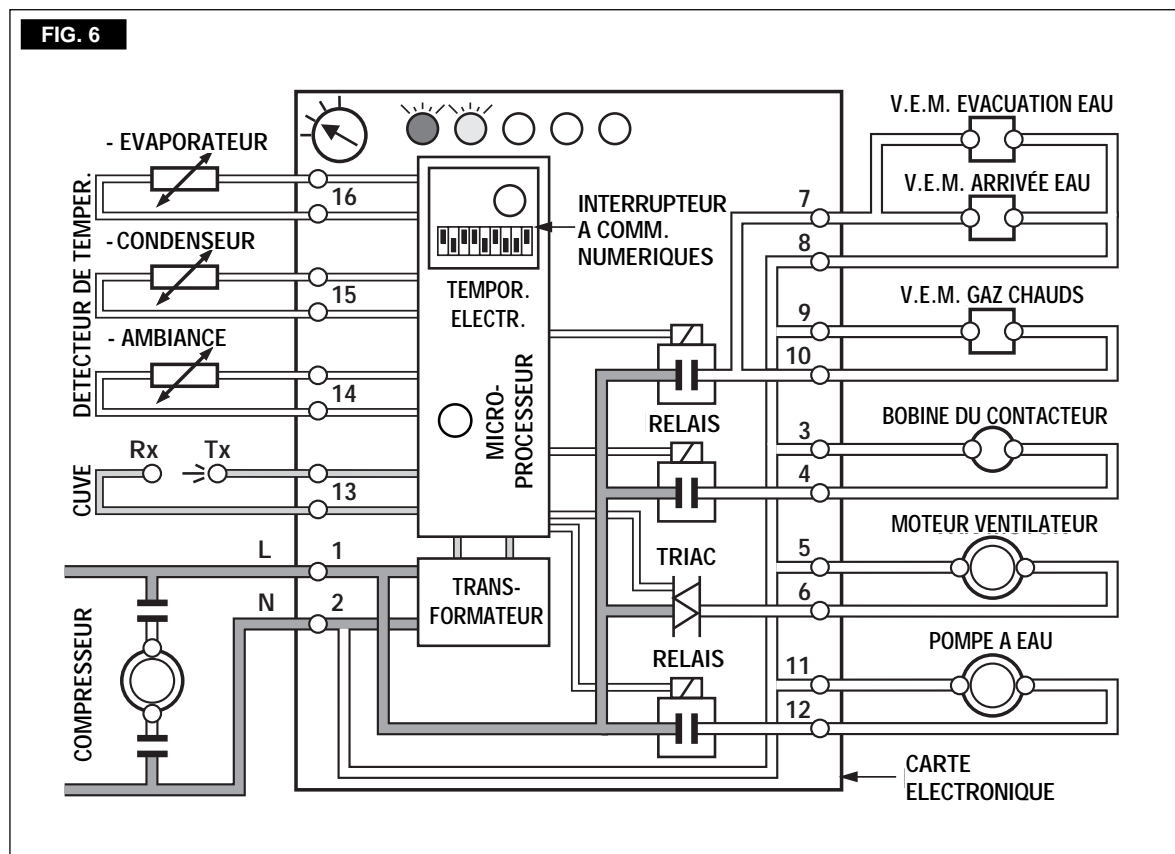 FIG. 6
V.E.M. EVACUATION EAU
- EVAPORATEUR
16
INTERRUPTEUR
A COMM.
NUMERIQUES
7
V.E.M. ARRIVÉE EAU
8
DETECTEUR DE TEMPER.
- CONDENSEUR
15
TEMPOR.
ELECTR.
V.E.M. GAZ CHAUDS
9
10
- AMBIANCE
14
MICRO-
PROCESSEUR
RELAIS
BOBINE DU CONTACTEUR
3
4
CUVE
Rx
Tx
13
MOTEUR VENTILATEUR
5
6
L
1
N
2
TRANS-
FORMATEUR
TRIAC
RELAIS
POMPE A EAU
11
12
COMPRESSEUR
CARTE
ELECTRONIQUE